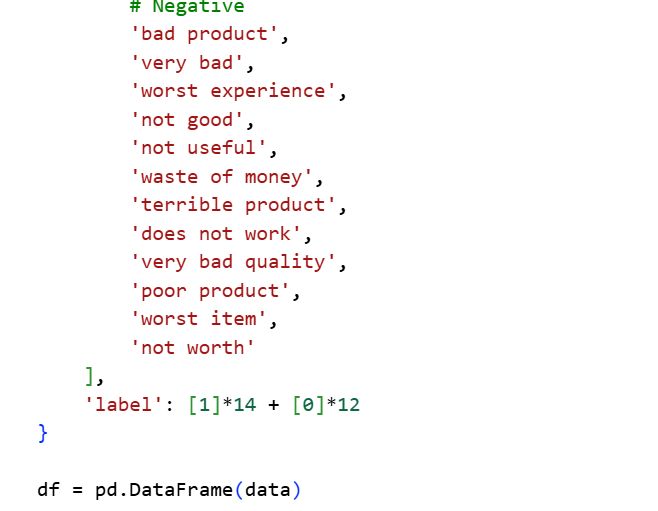 # Negative
'bad product',
'very bad',
'worst experience',
'not good',
'not useful',
'waste of money',
'terrible product',
'does not work',
'very bad quality',
'poor product',
'worst item',
'not worth'
],
'label': [1]*14 + [0]*12
}
df = pd.DataFrame(data)